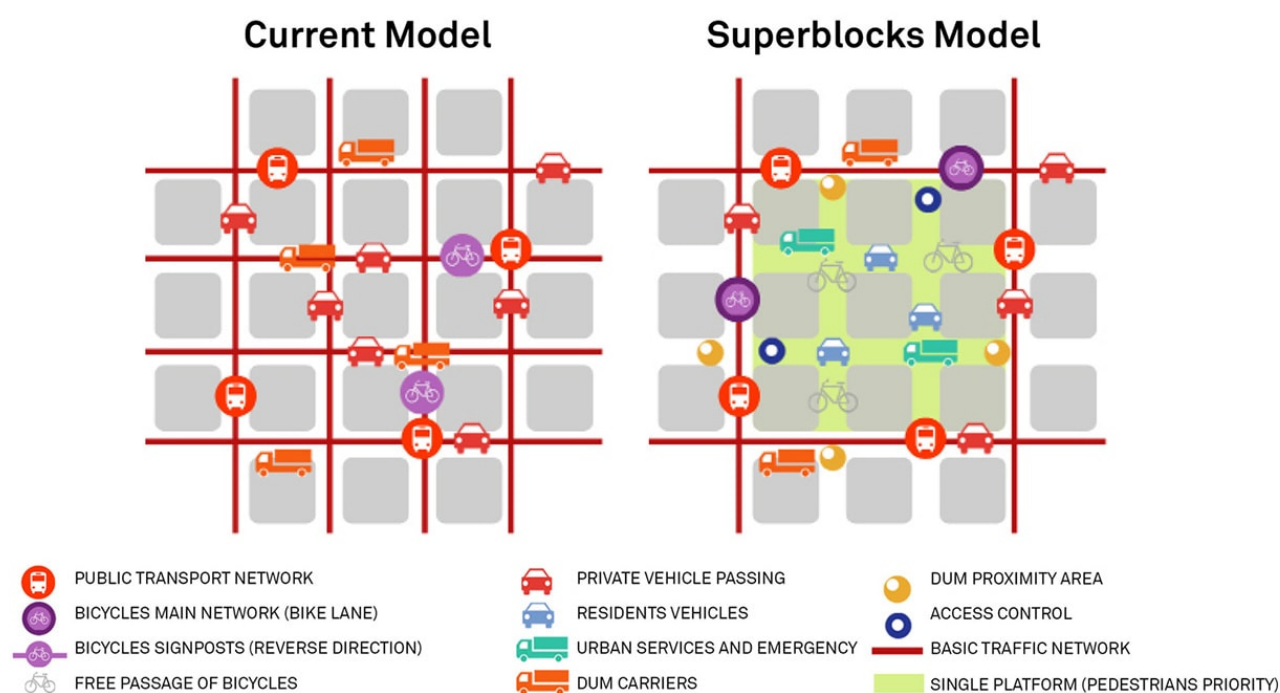 Current Model
Superblocks Model
PUBLIC TRANSPORT NETWORK
BICYCLES MAIN NETWORK (BIKE LANE)
BICYCLES SIGNPOSTS (REVERSE DIRECTION)
FREE PASSAGE OF BICYCLES
PRIVATE VEHICLE PASSING
RESIDENTS VEHICLES
URBAN SERVICES AND EMERGENCY
DUM CARRIERS
DUM PROXIMITY AREA
ACCESS CONTROL
BASIC TRAFFIC NETWORK
SINGLE PLATFORM (PEDESTRIANS PRIORITY)